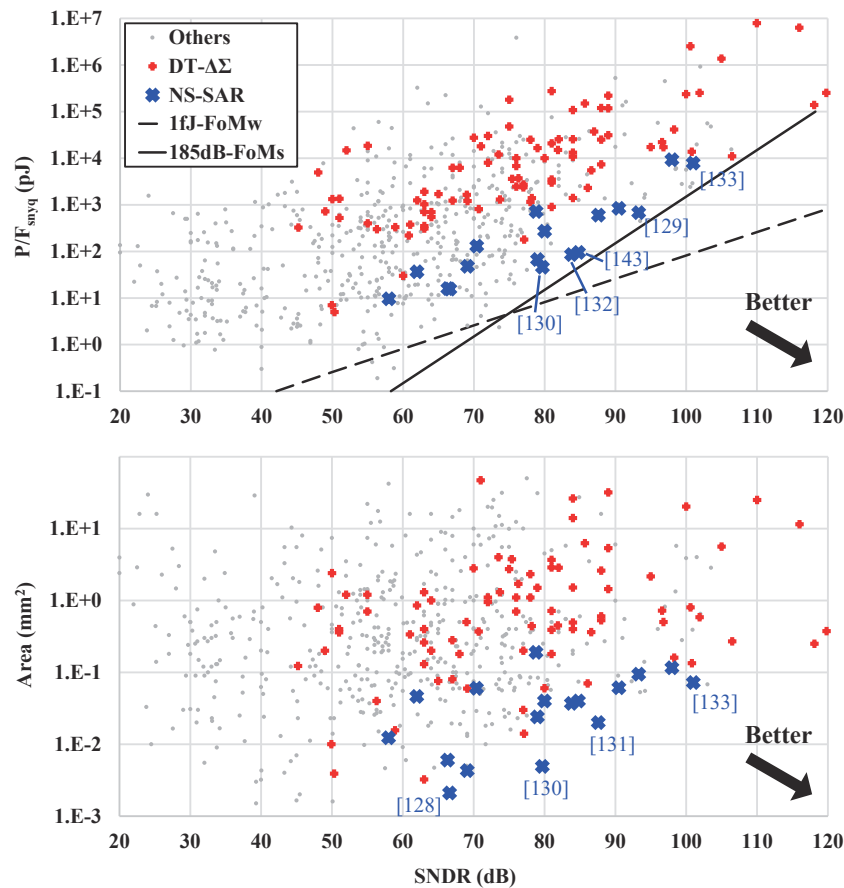 1.E+7
1.E+6
1.E+5
1.E+4
1.E+3
1.E+2
1.E+1
1.E+0
1.E-1
P/Fsnyq (pJ)
Others
DT-ΔΣ
NS-SAR
1fJ-FoMw
185dB-FoMs
[133]
[129]
[143]
[132]
[130]
Better
20 30 40 50 60 70 80 90 100 110 120
1.E+1
1.E+0
1.E-1
1.E-2
1.E-3
Area (mm²)
[133]
[131]
[130]
[128]
Better
20 30 40 50 60 70 80 90 100 110 120
SNDR (dB)